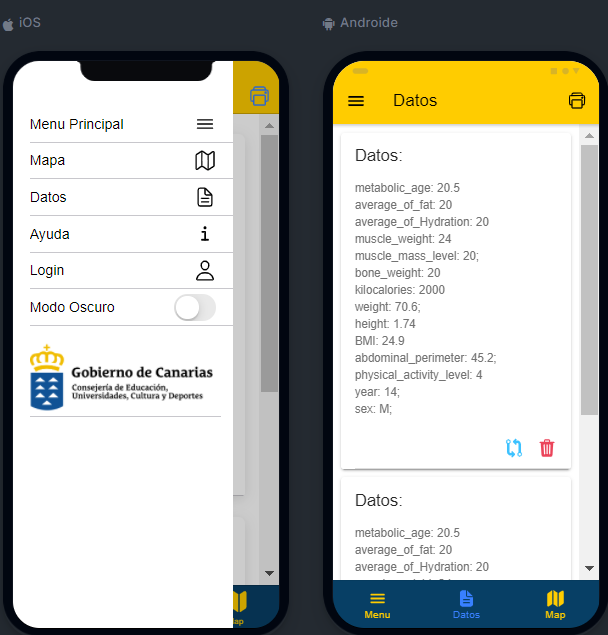 iOS
Androide
Menu Principal
Mapa
Datos
Ayuda
Login
Modo Oscuro
Gobierno de Canarias
Consejería de Educación,
Universidades, Cultura y Deportes
ap
Datos
Datos:
metabolic_age: 20.5
average_of_fat: 20
average_of_Hydration: 20
muscle_weight: 24
muscle_mass_level: 20;
bone_weight: 20
kilocalories: 2000
weight: 70.6;
height: 1.74
BMI: 24.9
abdominal_perimeter: 45.2;
physical_activity_level: 4
year: 14;
sex: M;
Datos:
metabolic_age: 20.5
average_of_fat: 20
average_of_Hydration: 20
Menu
Datos
Map